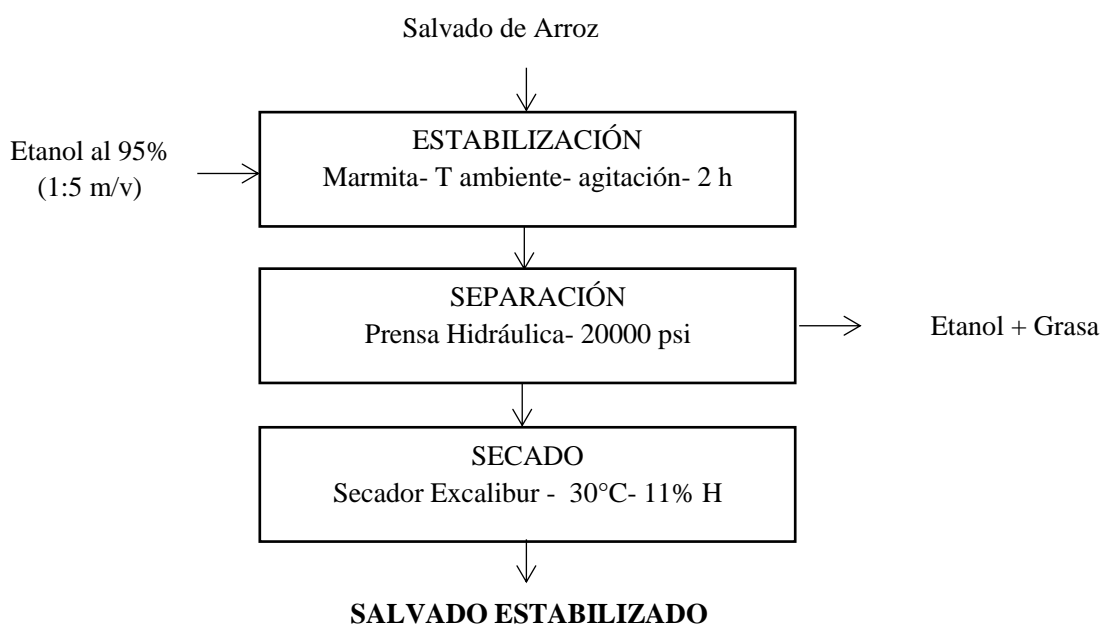 Salvado de Arroz
Etanol al 95%
(1:5 m/v)
ESTABILIZACIÓN
Marmita- T ambiente- agitación- 2 h
SEPARACIÓN
Prensa Hidráulica- 20000 psi
Etanol + Grasa
SECADO
Secador Excalibur - 30°C- 11% H
SALVADO ESTABILIZADO